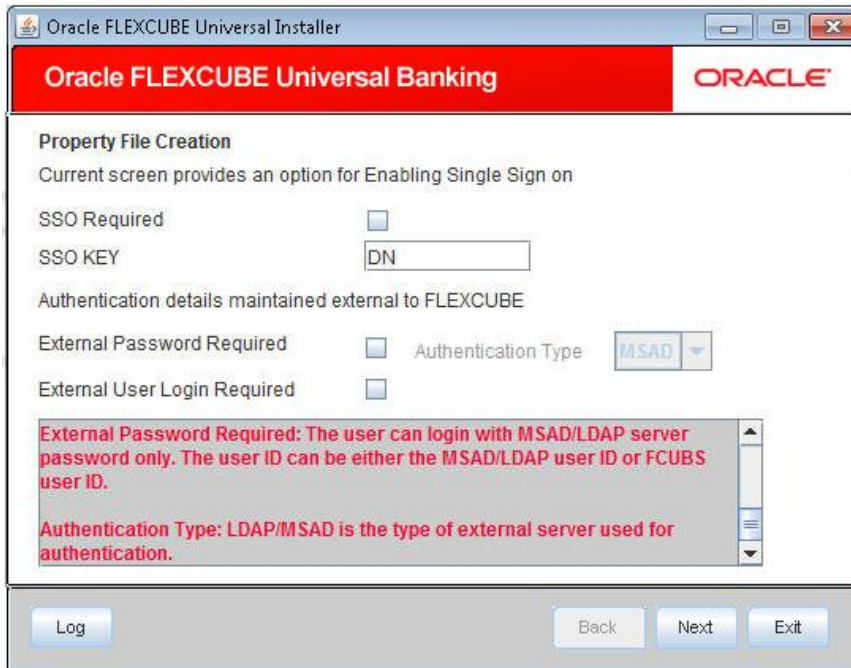 Oracle FLEXCUBE Universal Installer
Oracle FLEXCUBE Universal Banking
ORACLE
Property File Creation
Current screen provides an option for Enabling Single Sign on
SSO Required
SSO KEY DN
Authentication details maintained external to FLEXCUBE
External Password Required Authentication Type MSAD
External User Login Required
External Password Required: The user can login with MSAD/LDAP server
password only. The user ID can be either the MSAD/LDAP user ID or FCUBS
user ID.
Authentication Type: LDAP/MSAD is the type of external server used for
authentication.
Log Back Next Exit